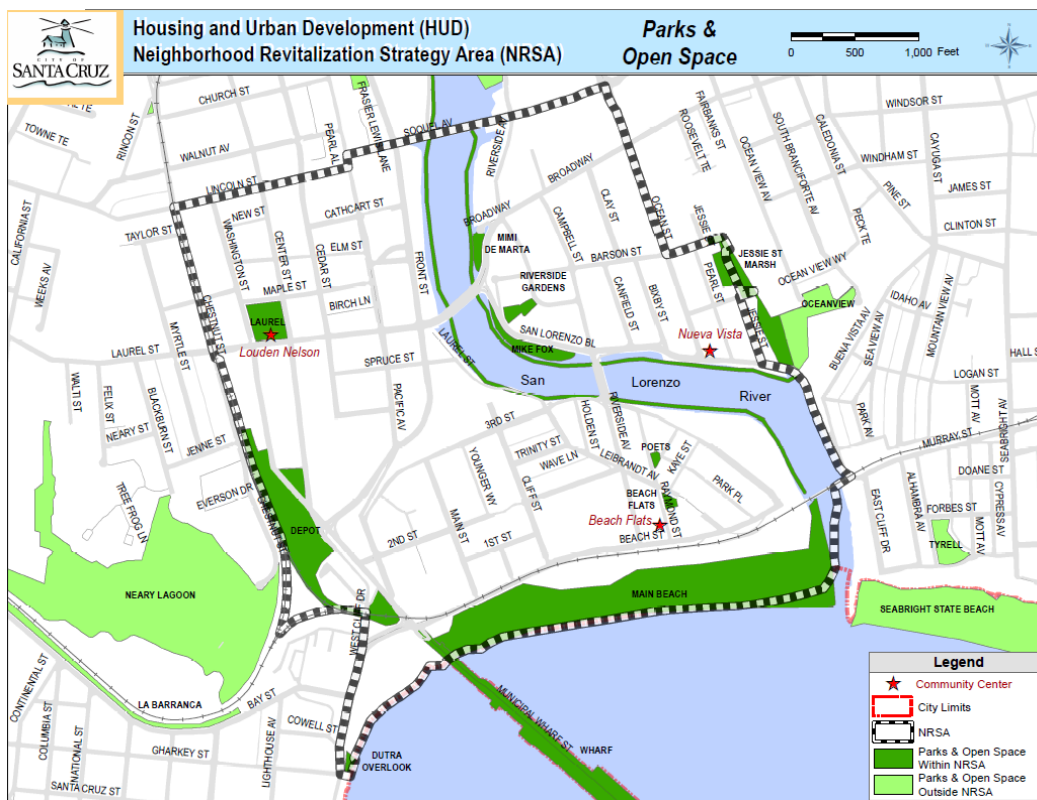 CITY OF
SANTA CRUZ
Housing and Urban Development (HUD)
Neighborhood Revitalization Strategy Area (NRSA)
Parks &
Open Space
0 500 1,000 Feet
CHURCH ST
TOWNE TE
RINCON ST
WALNUT AV
PEARL AL
FRASIER LEWIS LANE
SOQUEL AV
RIVERSIDE AV
LINCOLN ST
NEW ST
CATHCART ST
TAYLOR ST
WASHINGTON ST
CENTER ST
CEDAR ST
ELM ST
MAPLE ST
BIRCH LN
FRONT ST
CALIFORNIA ST
MEEKS AV
CHESTNUT ST
MYRTLE ST
LAUREL ST
LAUREL
Louden Nelson
SPRUCE ST
LAUREL ST
PACIFIC AV
BROADWAY
BROADWAY
MIMI
DE MARTA
CLAY ST
CAMPBELL ST
BARSON ST
OCEAN ST
RIVERSIDE
GARDENS
CANFIELD ST
BIXBY ST
SAN LORENZO BL
MIKE FOX
Nueva Vista
San Lorenzo River
FAIRBANKS ST
ROOSEVELT TE
OCEAN VIEW AV
SOUTH BRANCIFORTE AV
CALEDONIA ST
WINDSOR ST
WINDHAM ST
CAYUGA ST
JAMES ST
PINE ST
CLINTON ST
PECK TE
JESSIE ST
JESSIE ST
MARSH
PEARL ST
JESSIE ST
OCEAN VIEW WY
OCEANVIEW
IDAHO AV
BUENA VISTA AV
SEA VIEW AV
MOUNTAIN VIEW AV
HALL S
LOGAN ST
MOTT AV
SEABRIGHT AV
PARK AV
MURRAY ST
DOANE ST
EAST CLIFF DR
ALHAMBRA AV
FORBES ST
MOTT AV
CYPRESS AV
TYRELL
SEABRIGHT STATE BEACH
WALTI ST
FELIX ST
BLACKBURN ST
NEARY ST
JENNE ST
TREE FROG LN
EVERSON DR
CHESTNUT ST
DEPOT
NEARY LAGOON
3RD ST
TRINITY ST
WAVE LN
YOUNGER WY
CLIFF ST
MAIN ST
2ND ST
1ST ST
HOLDEN ST
RIVERSIDE AV
LEIBRANDT AV
POETS
KAYE ST
RAYMOND ST
PARK PL
BEACH
FLATS
Beach Flats
BEACH ST
MAIN BEACH
WEST CLIFF DR
BAY ST
LA BARRANCA
CONTINENTAL ST
COLUMBIA ST
NATIONAL ST
GHARKEY ST
LIGHTHOUSE AV
COWELL ST
SANTA CRUZ ST
DUTRA
OVERLOOK
MUNICIPAL WHARF ST
WHARF
Legend
Community Center
City Limits
NRSA
Parks & Open Space
Within NRSA
Parks & Open Space
Outside NRSA